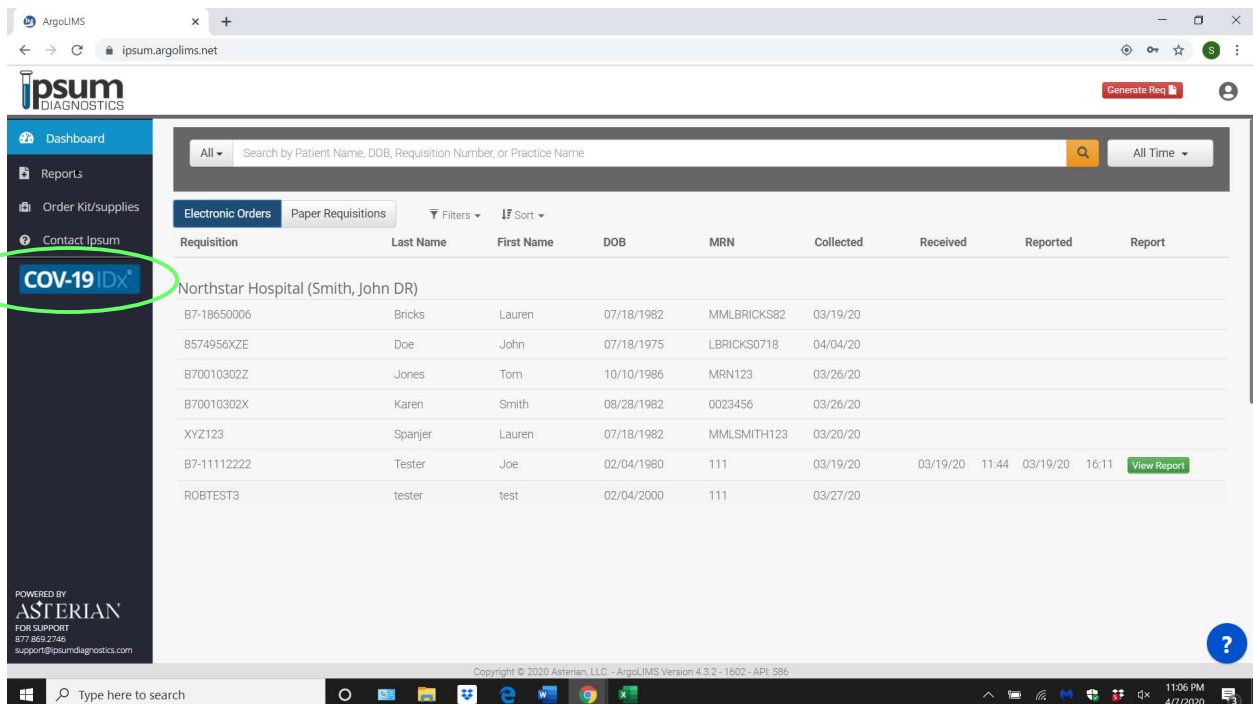 ArgoLIMS
ipsum.argolims.net
S
ipsum
DIAGNOSTICS
Generate Req
Dashboard
Reports
Order Kit/supplies
Contact Ipsum
COV-19 IDx®
All
Search by Patient Name, DOB, Requisition Number, or Practice Name
All Time
Electronic Orders Paper Requisitions Filters Sort
Requisition Last Name First Name DOB MRN Collected Received Reported Report
Northstar Hospital (Smith, John DR)
B7-18650006 Bricks Lauren 07/18/1982 MMLBRICKS82 03/19/20
8574956XZE Doe John 07/18/1975 LBRICKS0718 04/04/20
B70010302Z Jones Tom 10/10/1986 MRN123 03/26/20
B70010302X Karen Smith 08/28/1982 0023456 03/26/20
XYZ123 Spanjer Lauren 07/18/1982 MMLSMITH123 03/20/20
B7-11112222 Tester Joe 02/04/1980 111 03/19/20 03/19/20 11:44 03/19/20 16:11 View Report
ROBTEST3 tester test 02/04/2000 111 03/27/20
POWERED BY
ASTERIAN
FOR SUPPORT
877.869.2746
support@ipsumdiagnostics.com
?
Copyright © 2020 Asterian, LLC. - ArgoLIMS Version 4.3.2 - 1602 - API: 586
Type here to search
11:06 PM
4/7/2020